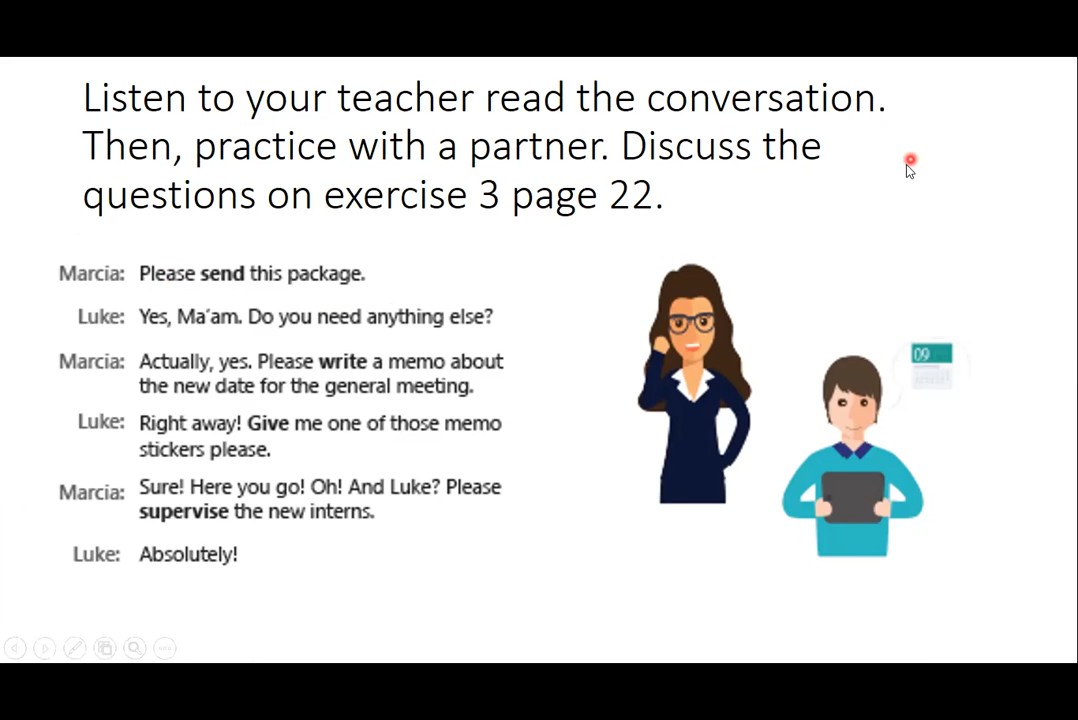 Listen to your teacher read the conversation.
Then, practice with a partner. Discuss the
questions on exercise 3 page 22.
Marcia: Please send this package.
Luke: Yes, Ma'am. Do you need anything else?
Marcia: Actually, yes. Please write a memo about
the new date for the general meeting.
Luke: Right away! Give me one of those memo
stickers please.
Marcia: Sure! Here you go! Oh! And Luke? Please
supervise the new interns.
Luke: Absolutely!
09